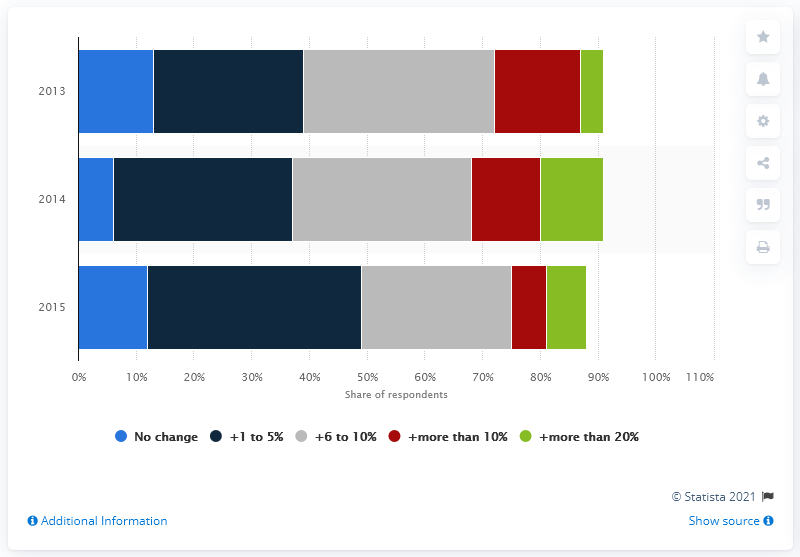 2013
2014
2015
0% 10% 20% 30% 40% 50% 60% 70% 80% 90% 100% 110%
Share of respondents
No change +1 to 5% +6 to 10% +more than 10% +more than 20%
© Statista 2021
Additional Information Show source